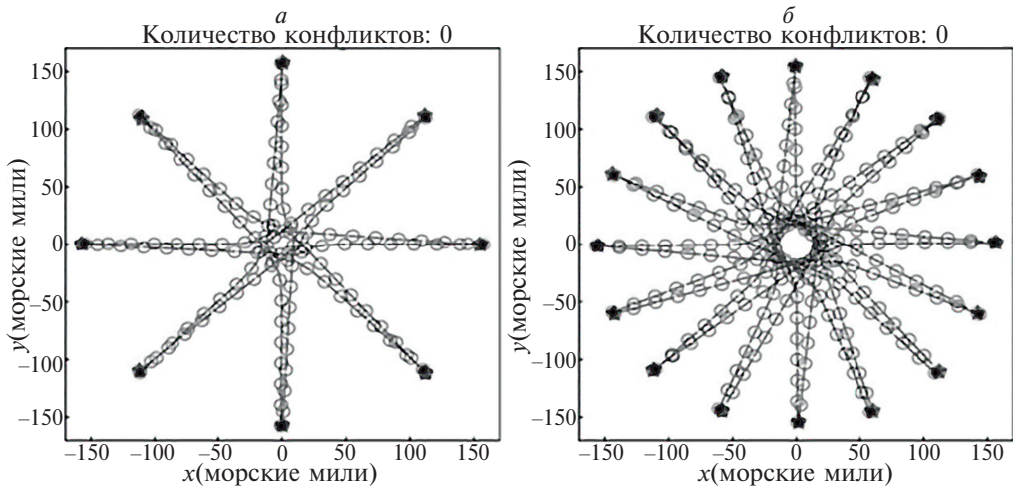 а
Количество конфликтов: 0
150
100
50
0
−50
−100
−150
y(морские мили)
−150 −100 −50 0 50 100 150
x(морские мили)
б
Количество конфликтов: 0
150
100
50
0
−50
−100
−150
y(морские мили)
−150 −100 −50 0 50 100 150
x(морские мили)